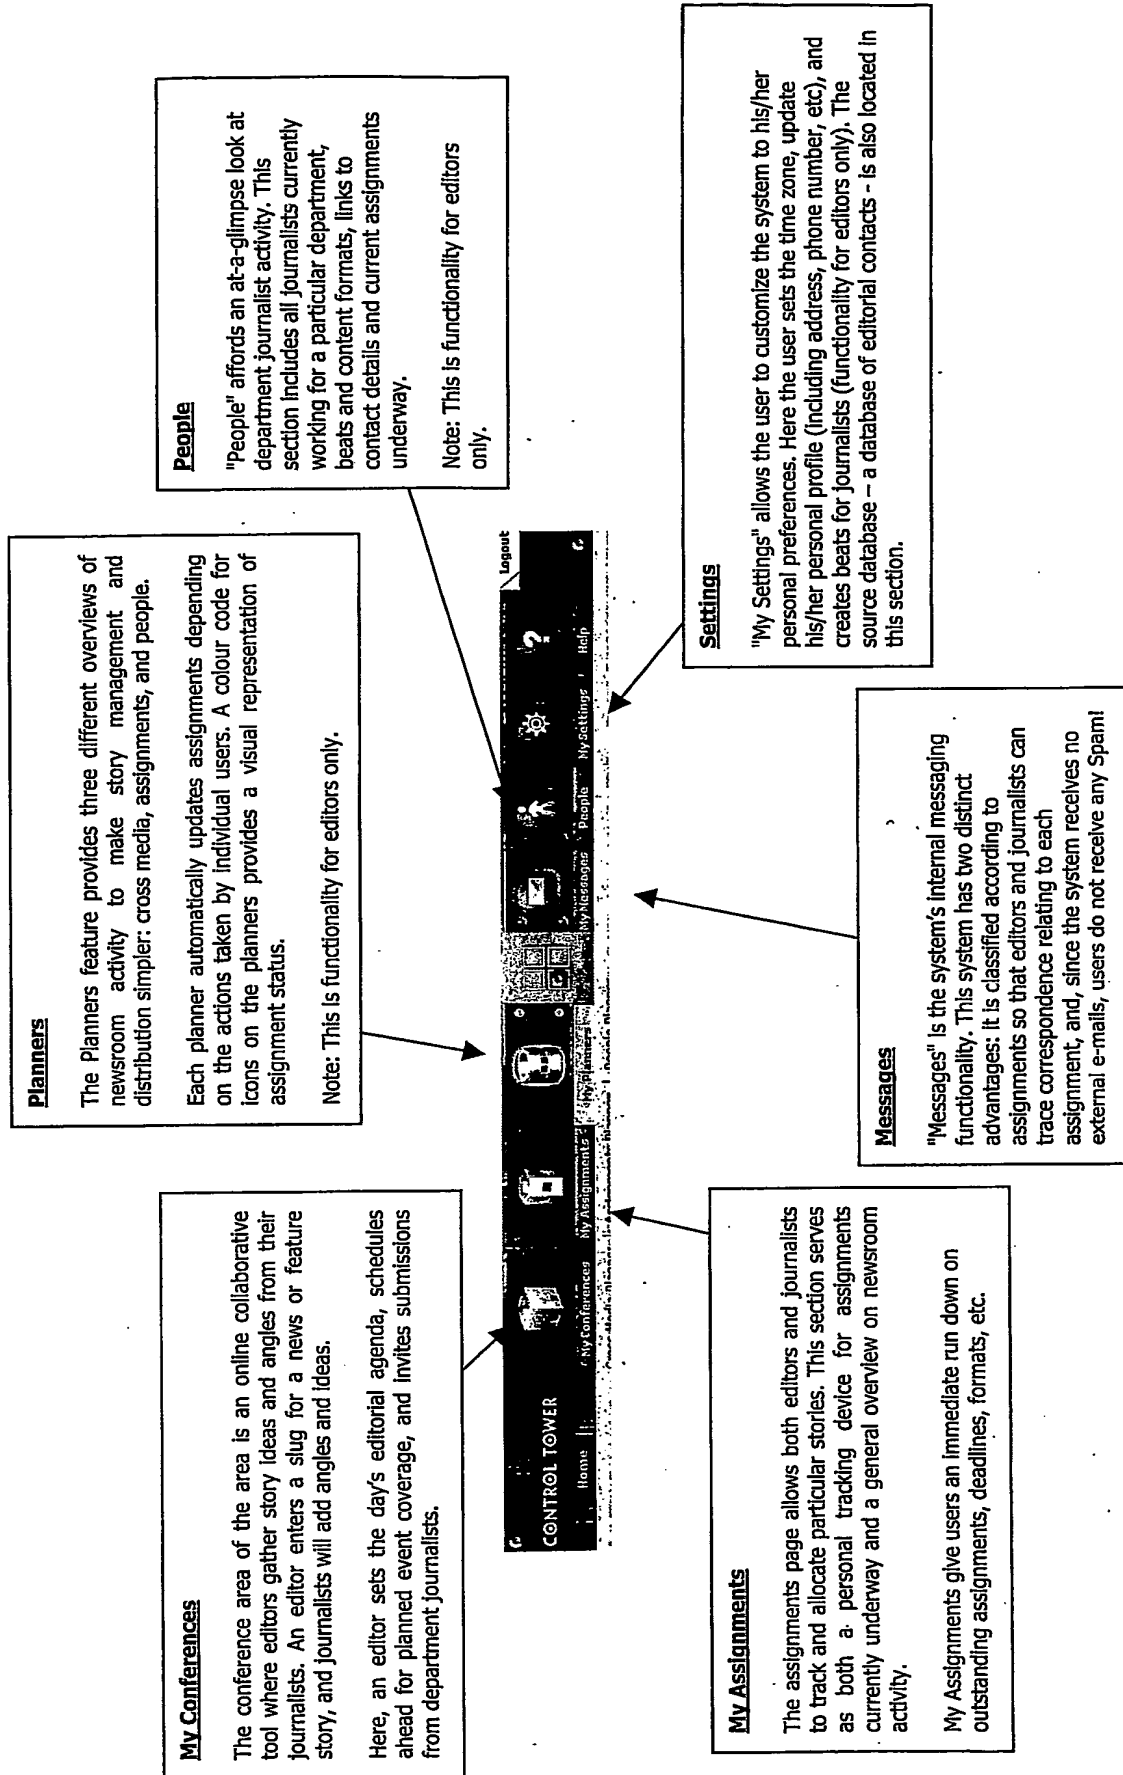 My Conferences
The conference area of the area is an online collaborative
tool where editors gather story ideas and angles from their
journalists. An editor enters a slug for a news or feature
story, and journalists will add angles and ideas.
Here, an editor sets the day's editorial agenda, schedules
ahead for planned event coverage, and invites submissions
from department journalists.
Planners
The Planners feature provides three different overviews of
newsroom activity to make story management and
distribution simpler: cross media, assignments, and people.
Each planner automatically updates assignments depending
on the actions taken by individual users. A colour code for
icons on the planners provides a visual representation of
assignment status.
Note: This is functionality for editors only.
People
"People" affords an at-a-glimpse look at
department journalist activity. This
section includes all journalists currently
working for a particular department,
beats and content formats, links to
contact details and current assignments
underway.
Note: This is functionality for editors
only.
Logout
CONTROL TOWER
Home
My Conferences
My Assignments
My Planners
My Messages
People
My Settings
Help
My Assignments
The assignments page allows both editors and journalists
to track and allocate particular stories. This section serves
as both a personal tracking device for assignments
currently underway and a general overview on newsroom
activity.
My Assignments give users an immediate run down on
outstanding assignments, deadlines, formats, etc.
Messages
"Messages" is the system's internal messaging
functionality. This system has two distinct
advantages: it is classified according to
assignments so that editors and journalists can
trace correspondence relating to each
assignment, and, since the system receives no
external e-mails, users do not receive any Spam!
Settings
"My Settings" allows the user to customize the system to his/her
personal preferences. Here the user sets the time zone, update
his/her personal profile (including address, phone number, etc), and
creates beats for journalists (functionality for editors only). The
source database – a database of editorial contacts - is also located in
this section.